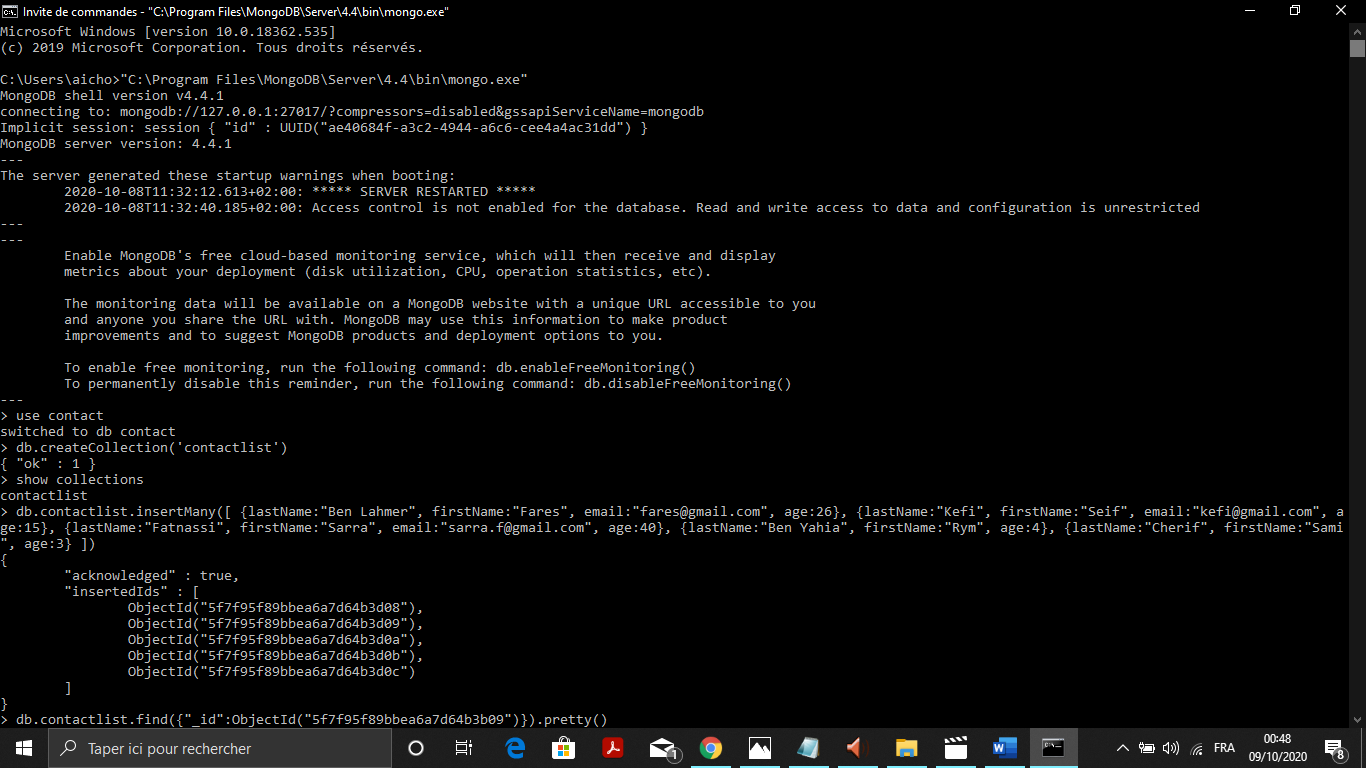 Invite de commandes - "C:\Program Files\MongoDB\Server\4.4\bin\mongo.exe"
Microsoft Windows [version 10.0.18362.535]
(c) 2019 Microsoft Corporation. Tous droits réservés.
C:\Users\aicho>"C:\Program Files\MongoDB\Server\4.4\bin\mongo.exe"
MongoDB shell version v4.4.1
connecting to: mongodb://127.0.0.1:27017/?compressors=disabled&gssapiServiceName=mongodb
Implicit session: session { "id" : UUID("ae40684f-a3c2-4944-a6c6-cee4a4ac31dd") }
MongoDB server version: 4.4.1
---
The server generated these startup warnings when booting:
2020-10-08T11:32:12.613+02:00: ***** SERVER RESTARTED *****
2020-10-08T11:32:40.185+02:00: Access control is not enabled for the database. Read and write access to data and configuration is unrestricted
---
---
Enable MongoDB's free cloud-based monitoring service, which will then receive and display
metrics about your deployment (disk utilization, CPU, operation statistics, etc).
The monitoring data will be available on a MongoDB website with a unique URL accessible to you
and anyone you share the URL with. MongoDB may use this information to make product
improvements and to suggest MongoDB products and deployment options to you.
To enable free monitoring, run the following command: db.enableFreeMonitoring()
To permanently disable this reminder, run the following command: db.disableFreeMonitoring()
---
> use contact
switched to db contact
> db.createCollection('contactlist')
{ "ok" : 1 }
> show collections
contactlist
> db.contactlist.insertMany([ {lastName:"Ben Lahmer", firstName:"Fares", email:"fares@gmail.com", age:26}, {lastName:"Kefi", firstName:"Seif", email:"kefi@gmail.com", a
ge:15}, {lastName:"Fatnassi", firstName:"Sarra", email:"sarra.f@gmail.com", age:40}, {lastName:"Ben Yahia", firstName:"Rym", age:4}, {lastName:"Cherif", firstName:"Sami
", age:3} ])
{
"acknowledged" : true,
"insertedIds" : [
ObjectId("5f7f95f89bbea6a7d64b3d08"),
ObjectId("5f7f95f89bbea6a7d64b3d09"),
ObjectId("5f7f95f89bbea6a7d64b3d0a"),
ObjectId("5f7f95f89bbea6a7d64b3d0b"),
ObjectId("5f7f95f89bbea6a7d64b3d0c")
]
}
> db.contactlist.find({"_id":ObjectId("5f7f95f89bbea6a7d64b3b09")}).pretty()
Taper ici pour rechercher
1
FRA
00:48
09/10/2020
8